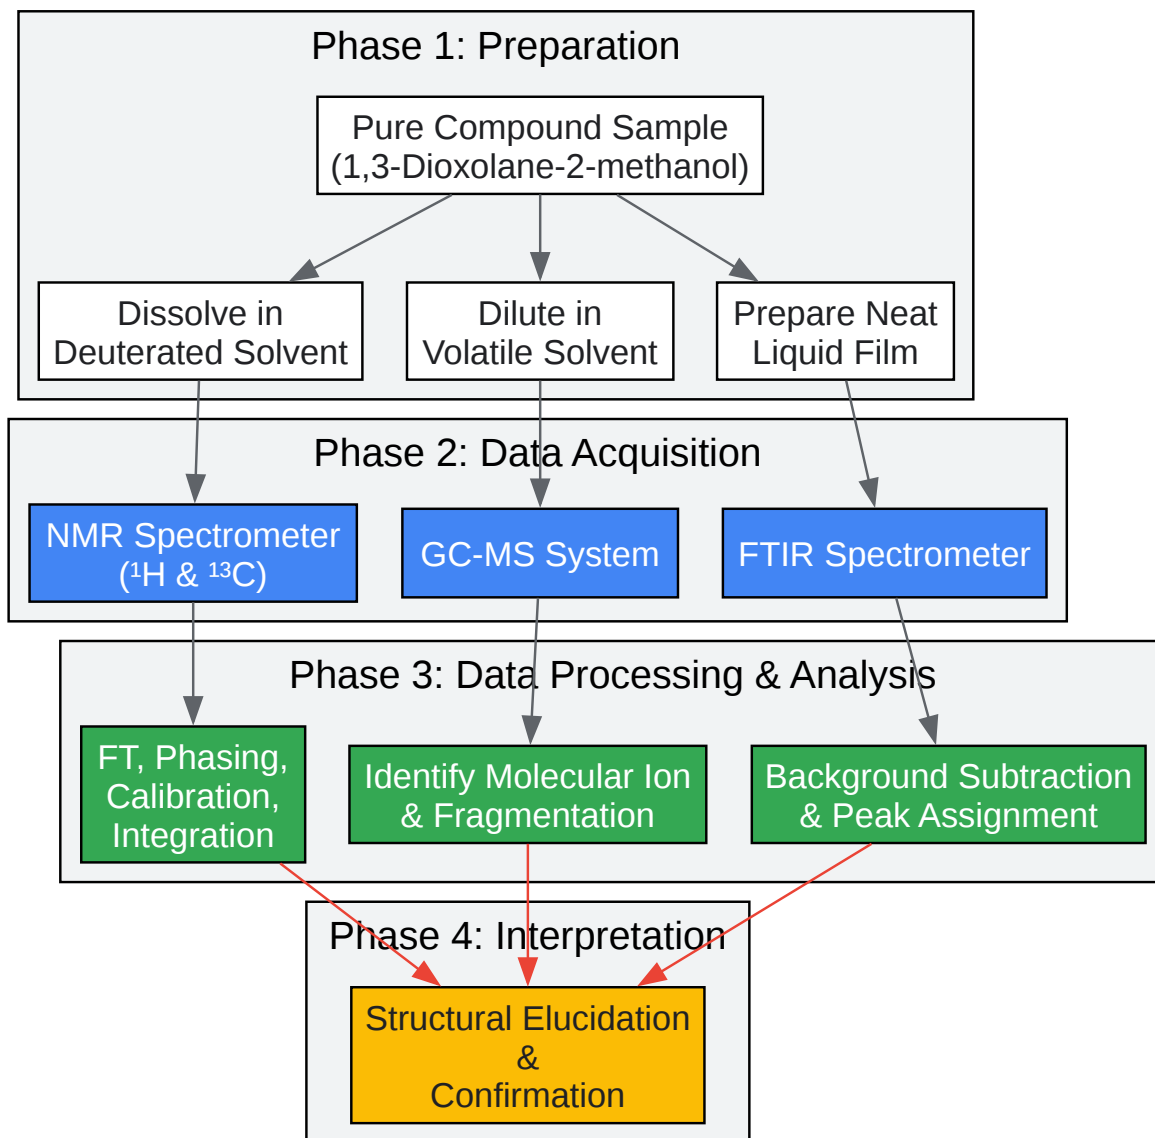 Phase 1: Preparation
Pure Compound Sample
(1,3-Dioxolane-2-methanol)
Dissolve in
Deuterated Solvent
Dilute in
Volatile Solvent
Prepare Neat
Liquid Film
Phase 2: Data Acquisition
NMR Spectrometer
(¹H & ¹³C)
GC-MS System
FTIR Spectrometer
Phase 3: Data Processing & Analysis
FT, Phasing,
Calibration,
Integration
Identify Molecular Ion
& Fragmentation
Background Subtraction
& Peak Assignment
Phase 4: Interpretation
Structural Elucidation
&
Confirmation